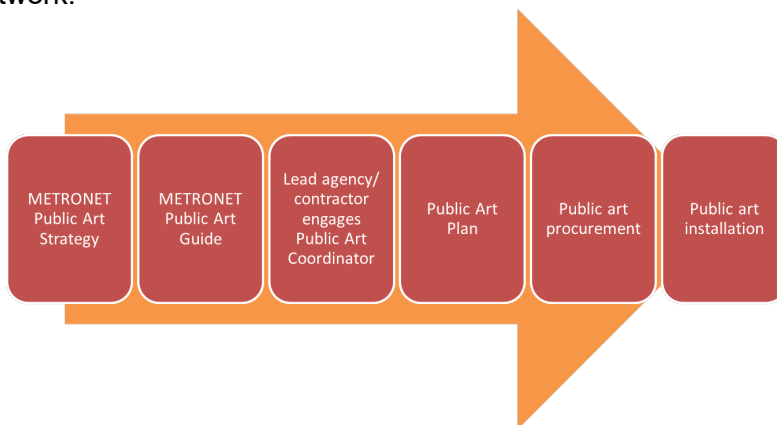 twork.
METRONET
Public Art
Strategy
METRONET
Public Art
Guide
Lead agency/
contractor
engages
Public Art
Coordinator
Public Art
Plan
Public art
procurement
Public art
installation